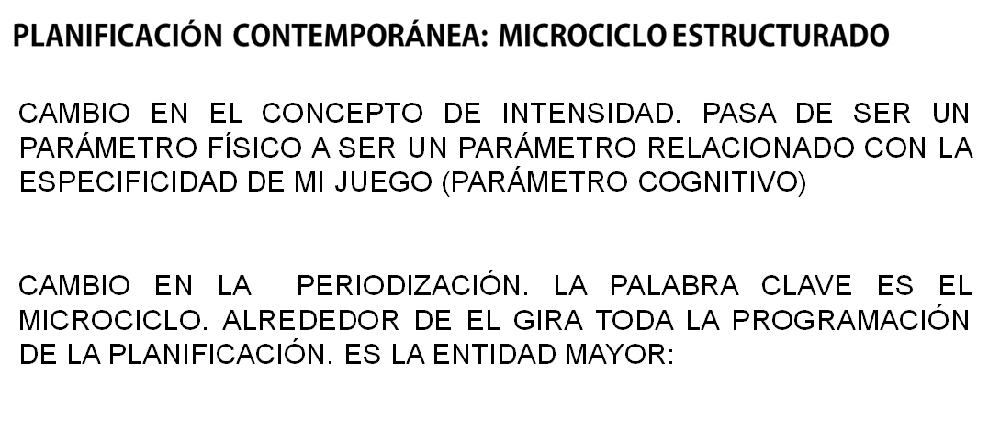 PLANIFICACIÓN CONTEMPORÁNEA: MICROCICLO ESTRUCTURADO
CAMBIO EN EL CONCEPTO DE INTENSIDAD. PASA DE SER UN
PARÁMETRO FÍSICO A SER UN PARÁMETRO RELACIONADO CON LA
ESPECIFICIDAD DE MI JUEGO (PARÁMETRO COGNITIVO)
CAMBIO EN LA PERIODIZACIÓN. LA PALABRA CLAVE ES EL
MICROCICLO. ALREDEDOR DE EL GIRA TODA LA PROGRAMACIÓN
DE LA PLANIFICACIÓN. ES LA ENTIDAD MAYOR: